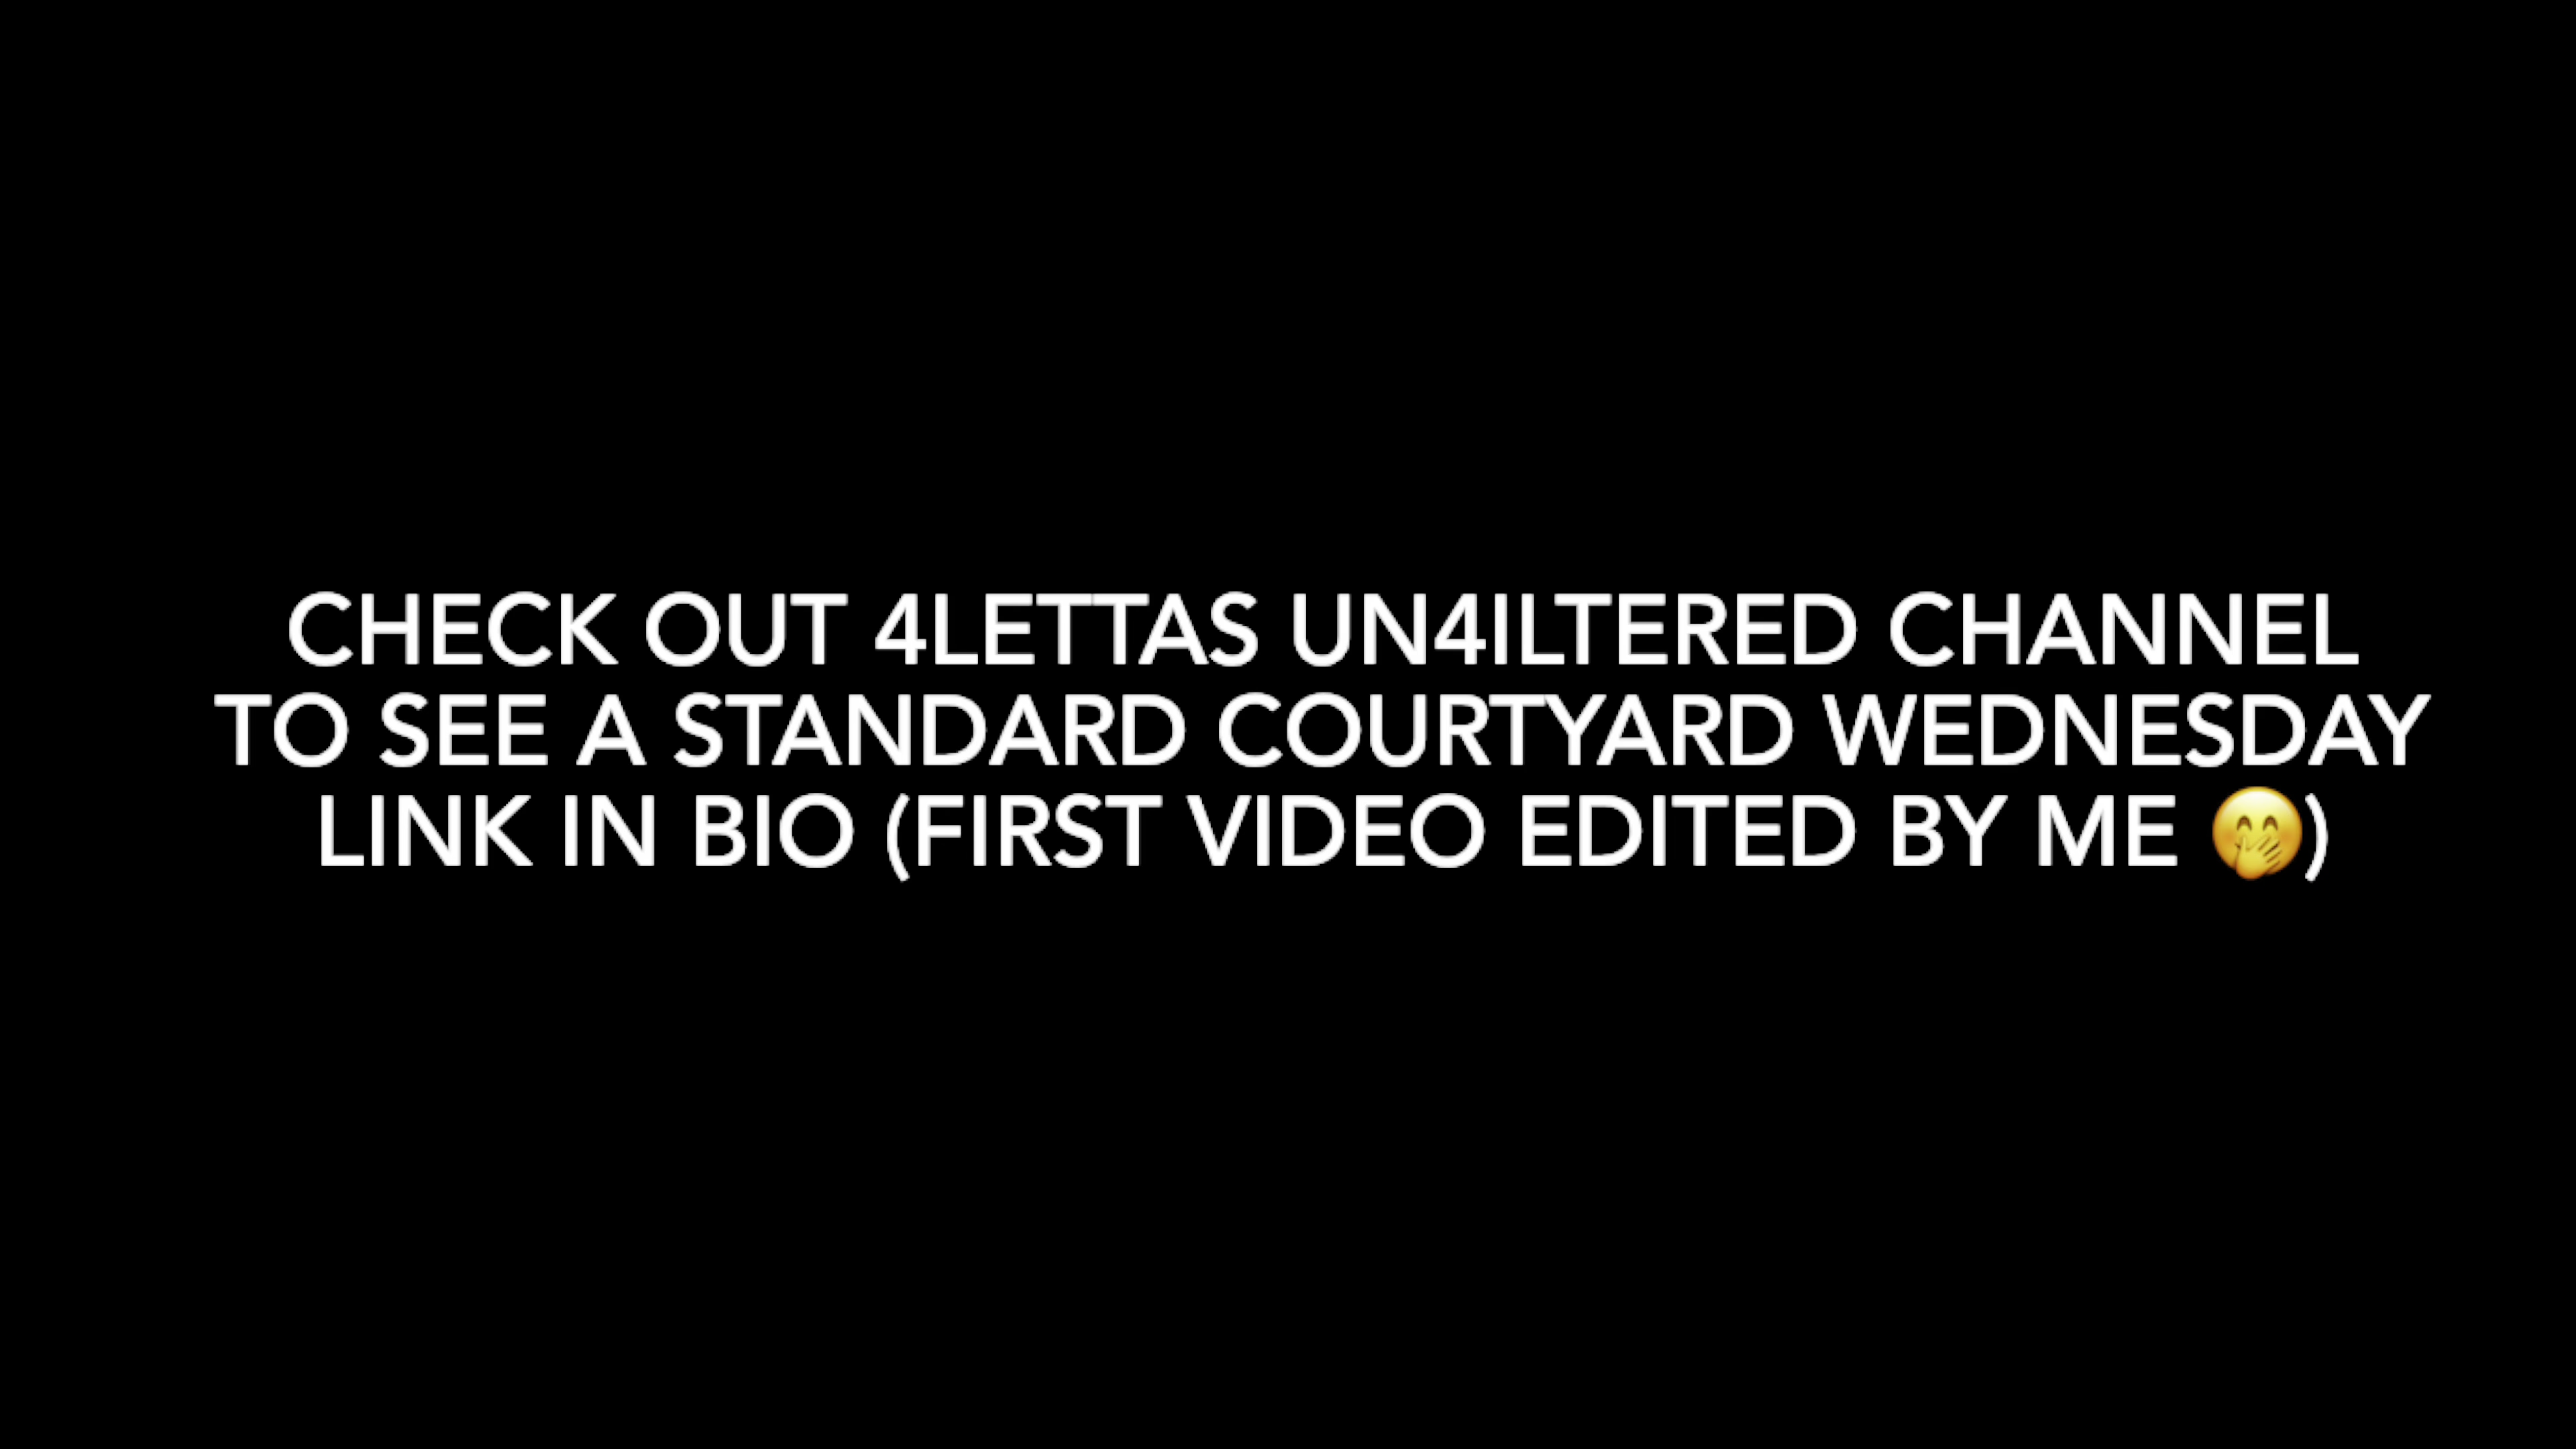 CHECK OUT 4LETTAS UN4ILTERED CHANNEL
TO SEE A STANDARD COURTYARD WEDNESDAY
LINK IN BIO (FIRST VIDEO EDITED BY ME 🤭)